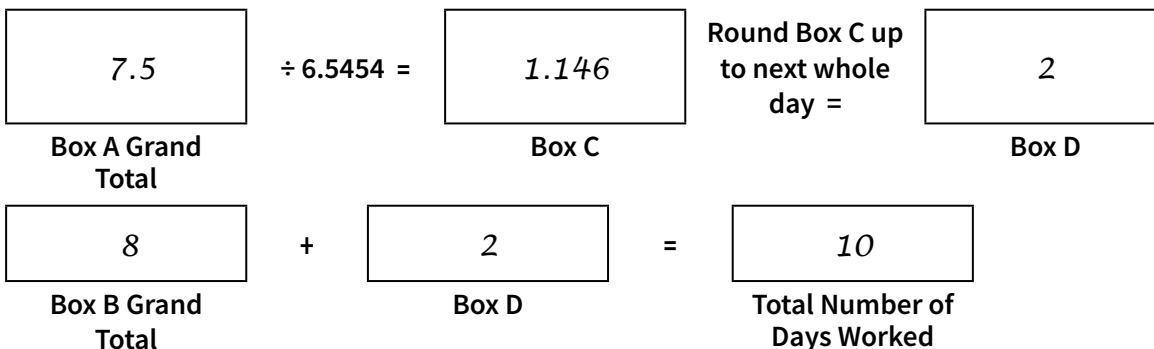 7.5 ÷ 6.5454 = 1.146 Round Box C up to next whole day = 2
Box A Grand Total
Box C
Box D
8 + 2 = 10
Box B Grand Total
Box D
Total Number of Days Worked